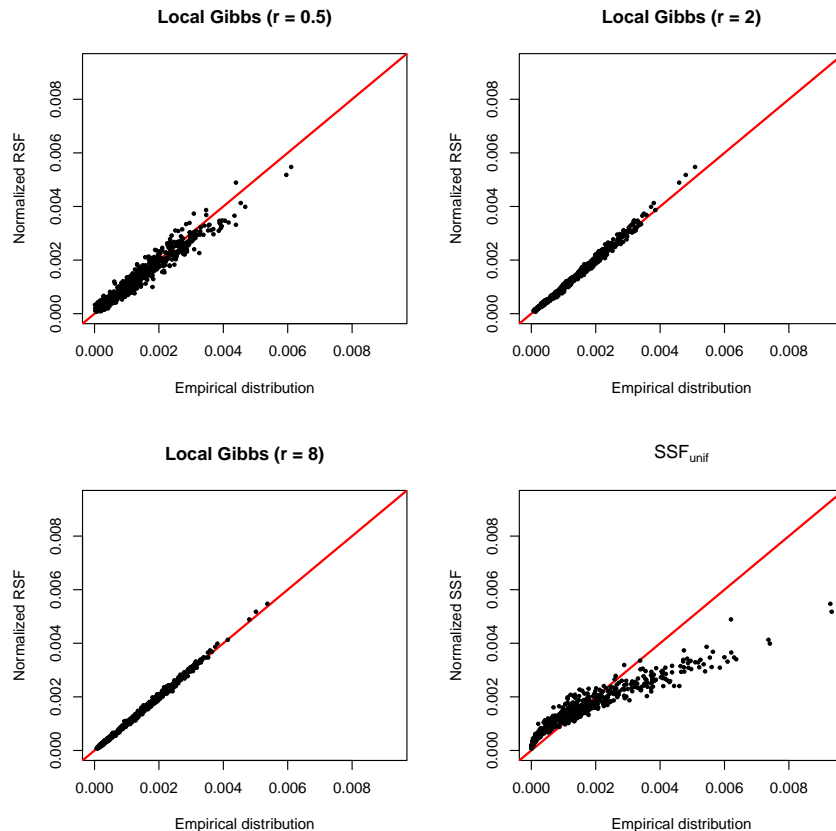 Local Gibbs (r = 0.5)
Normalized RSF
0.008
0.006
0.004
0.002
0.000
0.000 0.002 0.004 0.006 0.008
Empirical distribution
Local Gibbs (r = 2)
Normalized RSF
0.008
0.006
0.004
0.002
0.000
0.000 0.002 0.004 0.006 0.008
Empirical distribution
Local Gibbs (r = 8)
Normalized RSF
0.008
0.006
0.004
0.002
0.000
0.000 0.002 0.004 0.006 0.008
Empirical distribution
SSFunif
Normalized SSF
0.008
0.006
0.004
0.002
0.000
0.000 0.002 0.004 0.006 0.008
Empirical distribution